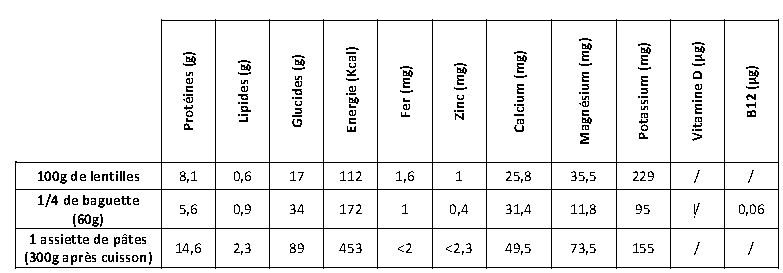 Protéines (g) Lipides (g) Glucides (g) Energie (Kcal) Fer (mg) Zinc (mg) Calcium (mg) Magnésium (mg) Potassium (mg) Vitamine D (µg) B12 (µg)
100g de lentilles 8,1 0,6 17 112 1,6 1 25,8 35,5 229 / /
1/4 de baguette
(60g) 5,6 0,9 34 172 1 0,4 31,4 11,8 95 / 0,06
1 assiette de pâtes
(300g après cuisson) 14,6 2,3 89 453 <2 <2,3 49,5 73,5 155 / /